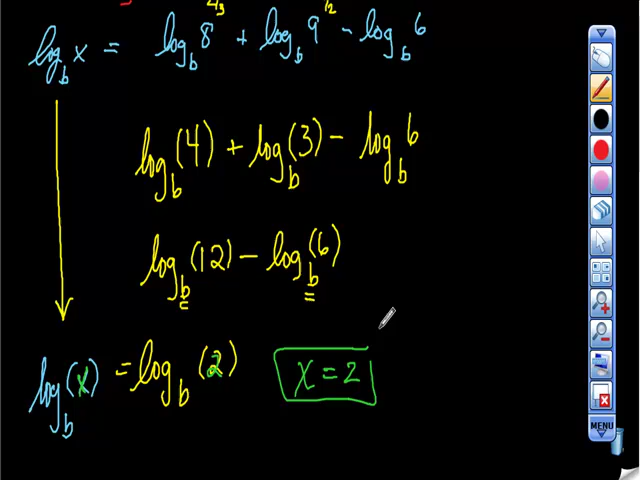 log_b x = log_b 8^(2/3) + log_b 9^(1/2) - log_b 6
log_b (4) + log_b (3) - log_b 6
log_b (12) - log_b (6)
log_b (x) = log_b (2) x = 2
MENU